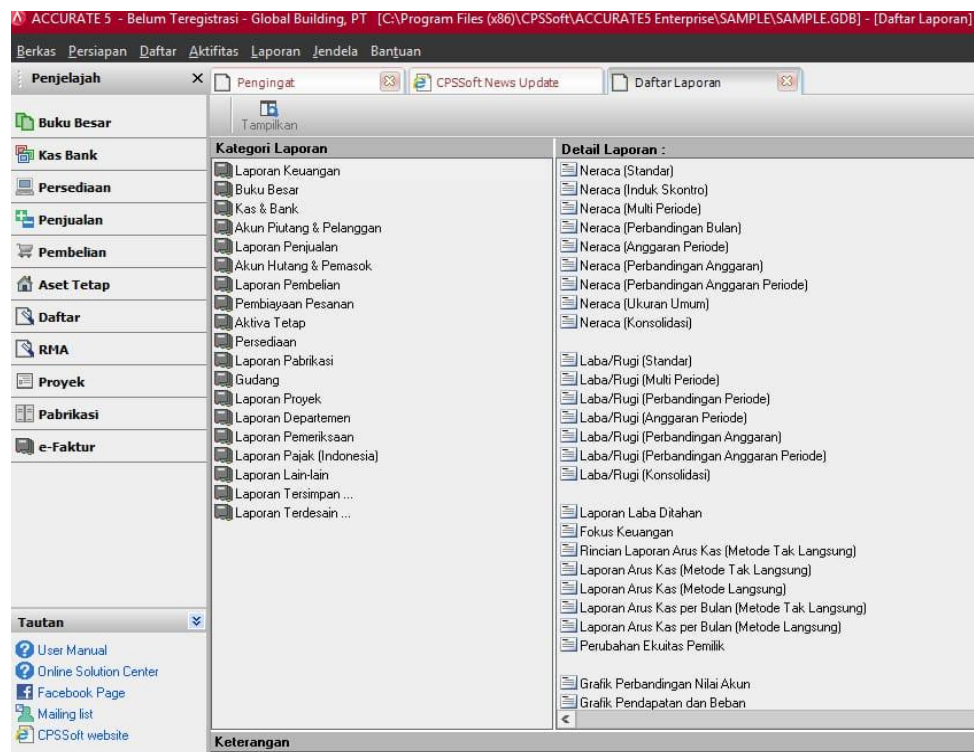 ACCURATE 5 - Belum Teregistrasi - Global Building, PT [C:\Program Files (x86)\CPSSoft\ACCURATE5 Enterprise\SAMPLE\SAMPLE.GDB] - [Daftar Laporan]
Berkas Persiapan Daftar Aktifitas Laporan Jendela Bantuan
Penjelajah
Pengingat
CPSSoft News Update
Daftar Laporan
Tampilkan
Buku Besar
Kas Bank
Persediaan
Penjualan
Pembelian
Aset Tetap
Daftar
RMA
Proyek
Pabrikasi
e-Faktur
Tautan
User Manual
Online Solution Center
Facebook Page
Mailing list
CPSSoft website
Kategori Laporan
Laporan Keuangan
Buku Besar
Kas & Bank
Akun Piutang & Pelanggan
Laporan Penjualan
Akun Hutang & Pemasok
Laporan Pembelian
Pembiayaan Pesanan
Aktiva Tetap
Persediaan
Laporan Pabrikasi
Gudang
Laporan Proyek
Laporan Departemen
Laporan Pemeriksaan
Laporan Pajak (Indonesia)
Laporan Lain-lain
Laporan Tersimpan ...
Laporan Terdesain ...
Detail Laporan :
Neraca (Standar)
Neraca (Induk Skontro)
Neraca (Multi Periode)
Neraca (Perbandingan Bulan)
Neraca (Anggaran Periode)
Neraca (Perbandingan Anggaran)
Neraca (Perbandingan Anggaran Periode)
Neraca (Ukuran Umum)
Neraca (Konsolidasi)
Laba/Rugi (Standar)
Laba/Rugi (Multi Periode)
Laba/Rugi (Perbandingan Periode)
Laba/Rugi (Anggaran Periode)
Laba/Rugi (Perbandingan Anggaran)
Laba/Rugi (Perbandingan Anggaran Periode)
Laba/Rugi (Konsolidasi)
Laporan Laba Ditahan
Fokus Keuangan
Rincian Laporan Arus Kas (Metode Tak Langsung)
Laporan Arus Kas (Metode Tak Langsung)
Laporan Arus Kas (Metode Langsung)
Laporan Arus Kas per Bulan (Metode Tak Langsung)
Laporan Arus Kas per Bulan (Metode Langsung)
Perubahan Ekuitas Pemilik
Grafik Perbandingan Nilai Akun
Grafik Pendapatan dan Beban
Keterangan